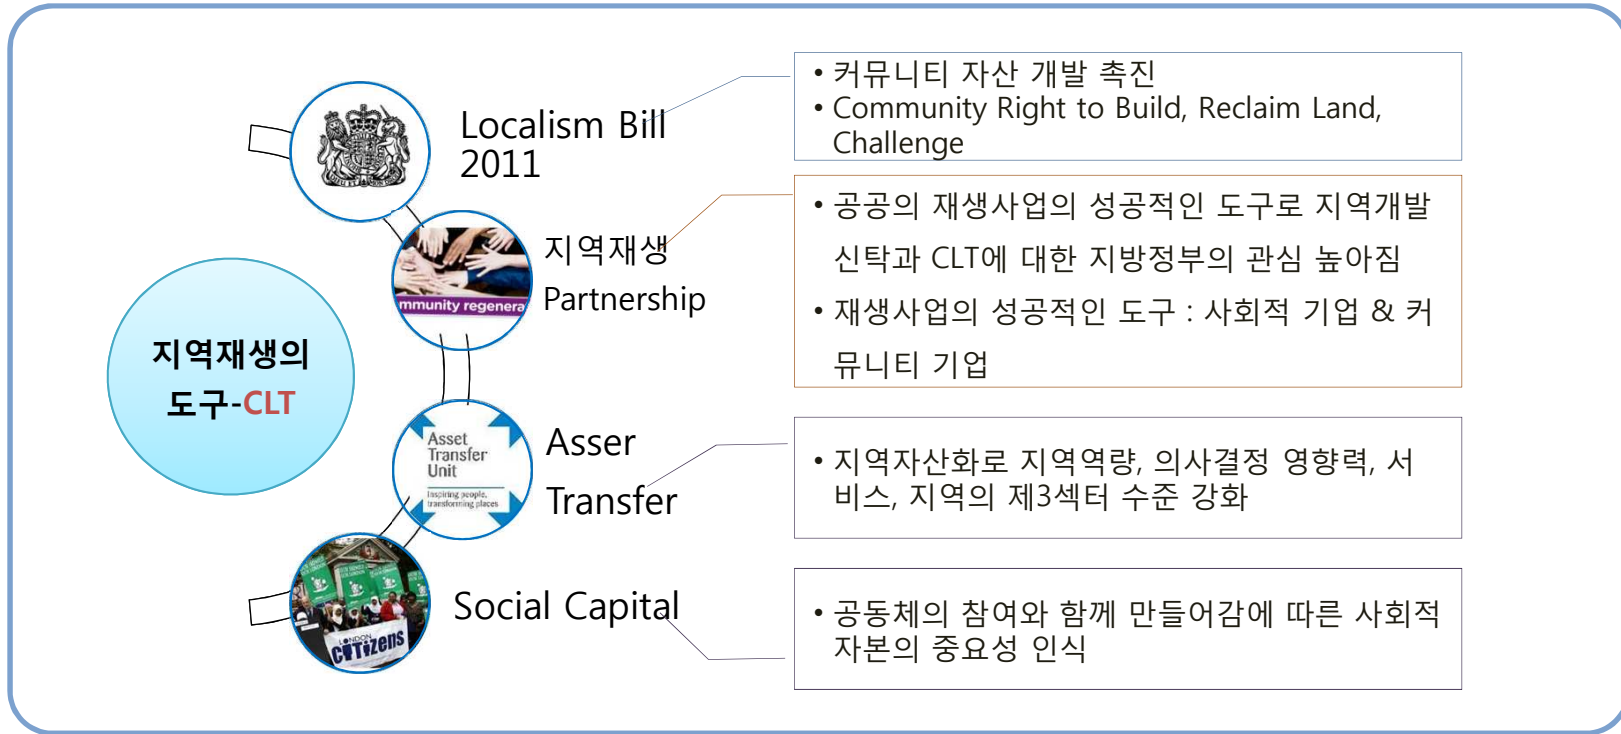 지역재생의
도구-CLT
Localism Bill
2011
• 커뮤니티 자산 개발 촉진
• Community Right to Build, Reclaim Land,
Challenge
mmunity regenera
지역재생
Partnership
• 공공의 재생사업의 성공적인 도구로 지역개발
신탁과 CLT에 대한 지방정부의 관심 높아짐
• 재생사업의 성공적인 도구 : 사회적 기업 & 커
뮤니티 기업
Asset
Transfer
Unit
Inspiring people,
transforming places
Asser
Transfer
• 지역자산화로 지역역량, 의사결정 영향력, 서
비스, 지역의 제3섹터 수준 강화
LONDON
CiTizens
Social Capital
• 공동체의 참여와 함께 만들어감에 따른 사회적
자본의 중요성 인식